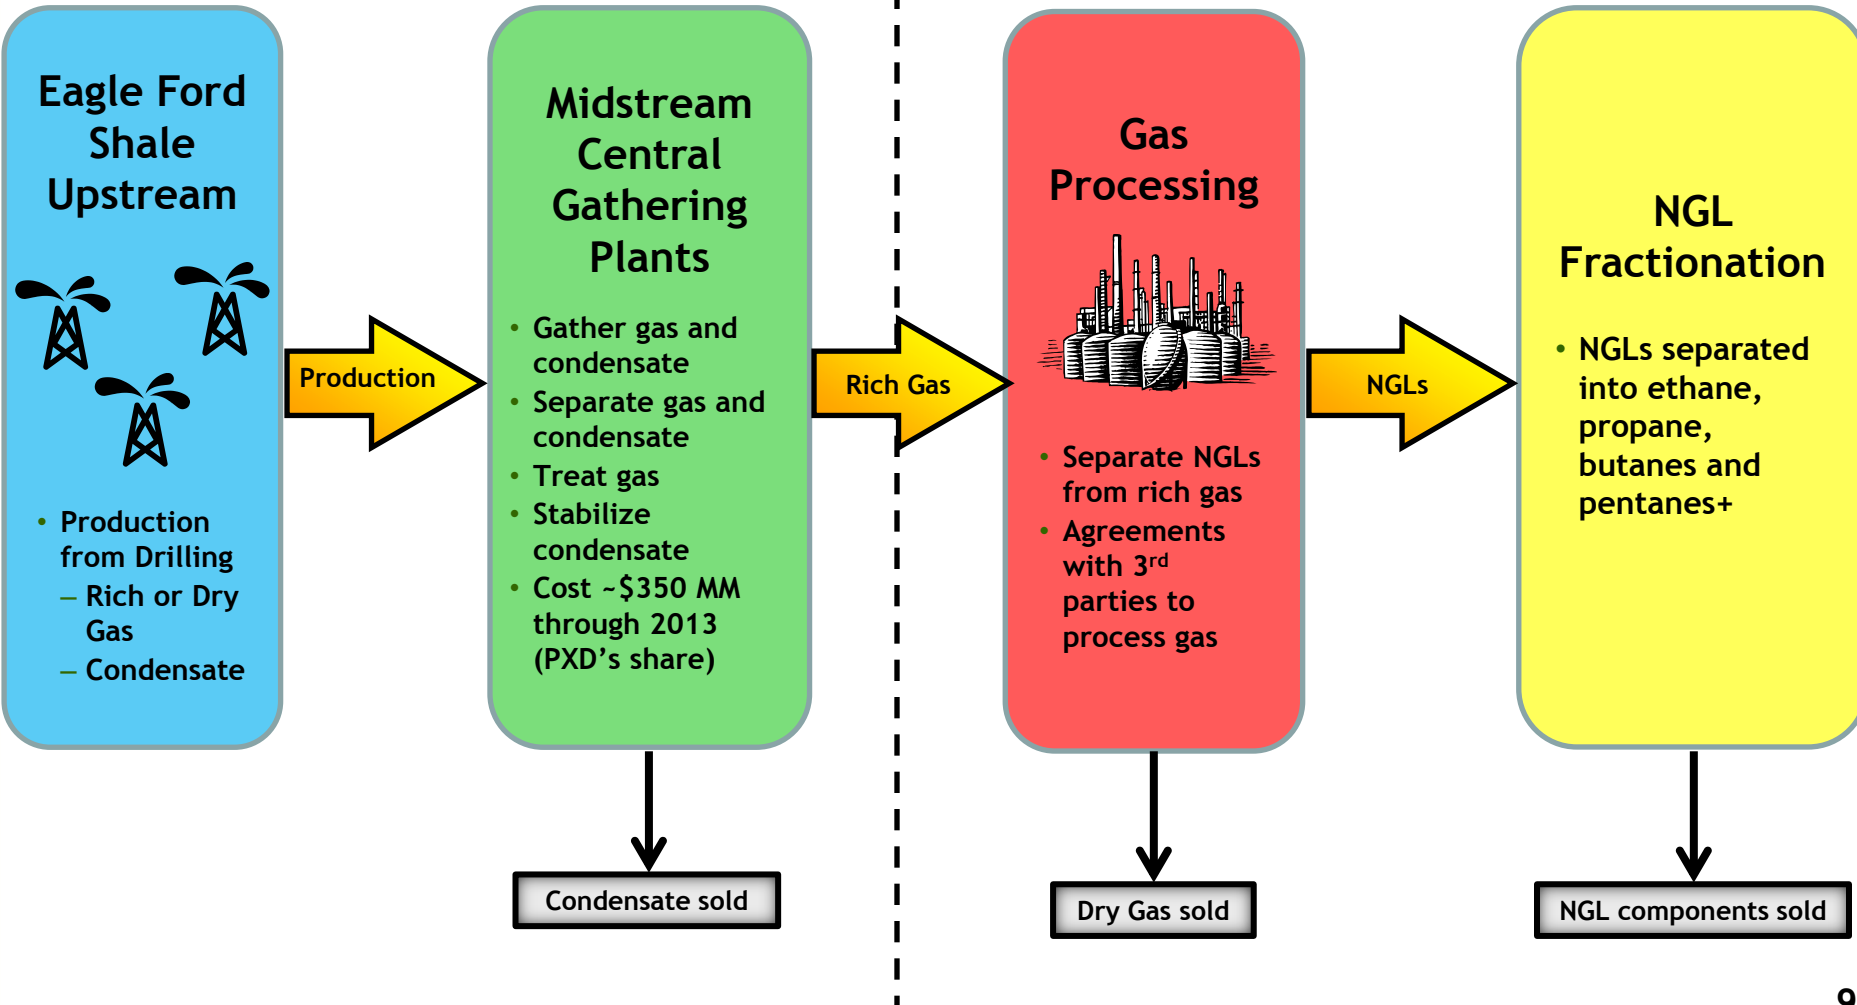 Eagle Ford
Shale
Upstream
• Production
from Drilling
– Rich or Dry
Gas
– Condensate
Production
Midstream
Central
Gathering
Plants
• Gather gas and
condensate
• Separate gas and
condensate
• Treat gas
• Stabilize
condensate
• Cost ~$350 MM
through 2013
(PXD’s share)
Condensate sold
Rich Gas
Gas
Processing
• Separate NGLs
from rich gas
• Agreements
with 3rd
parties to
process gas
Dry Gas sold
NGLs
NGL
Fractionation
• NGLs separated
into ethane,
propane,
butanes and
pentanes+
NGL components sold
9